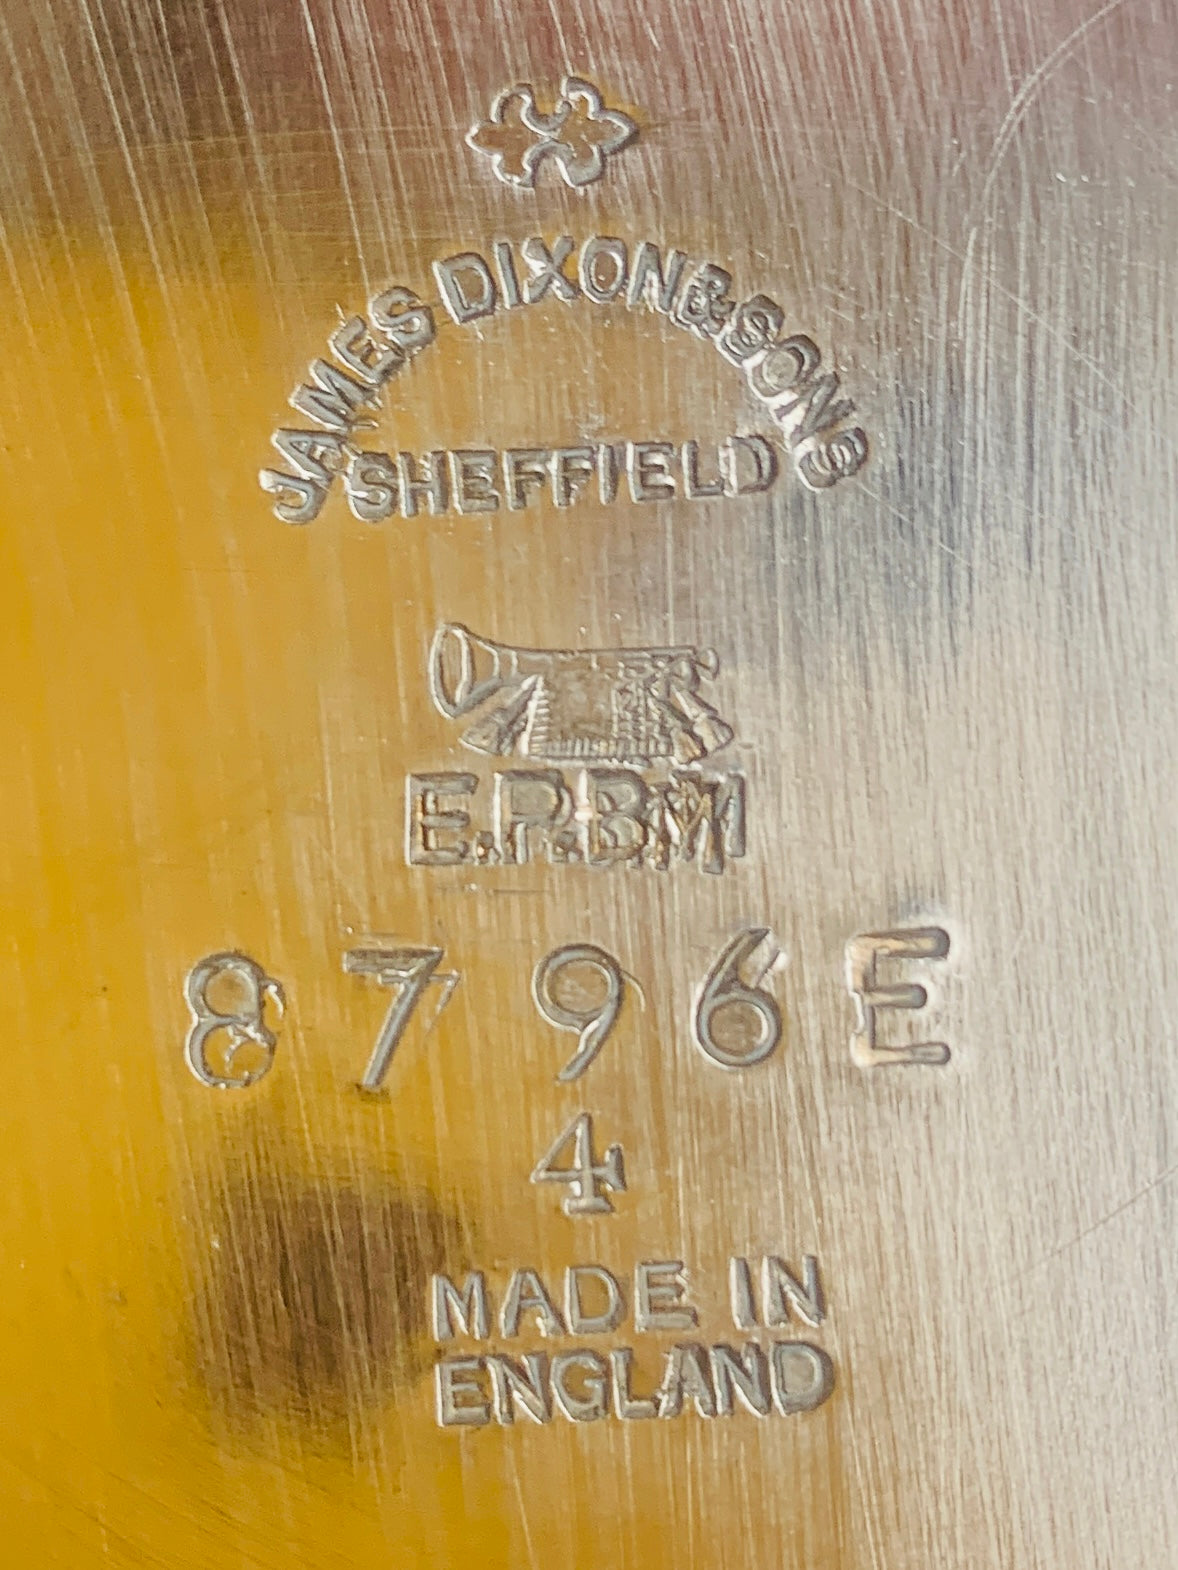 JAMES DIXON & SONS
SHEFFIELD
E.P.B.M
8796E
4
MADE IN
ENGLAND